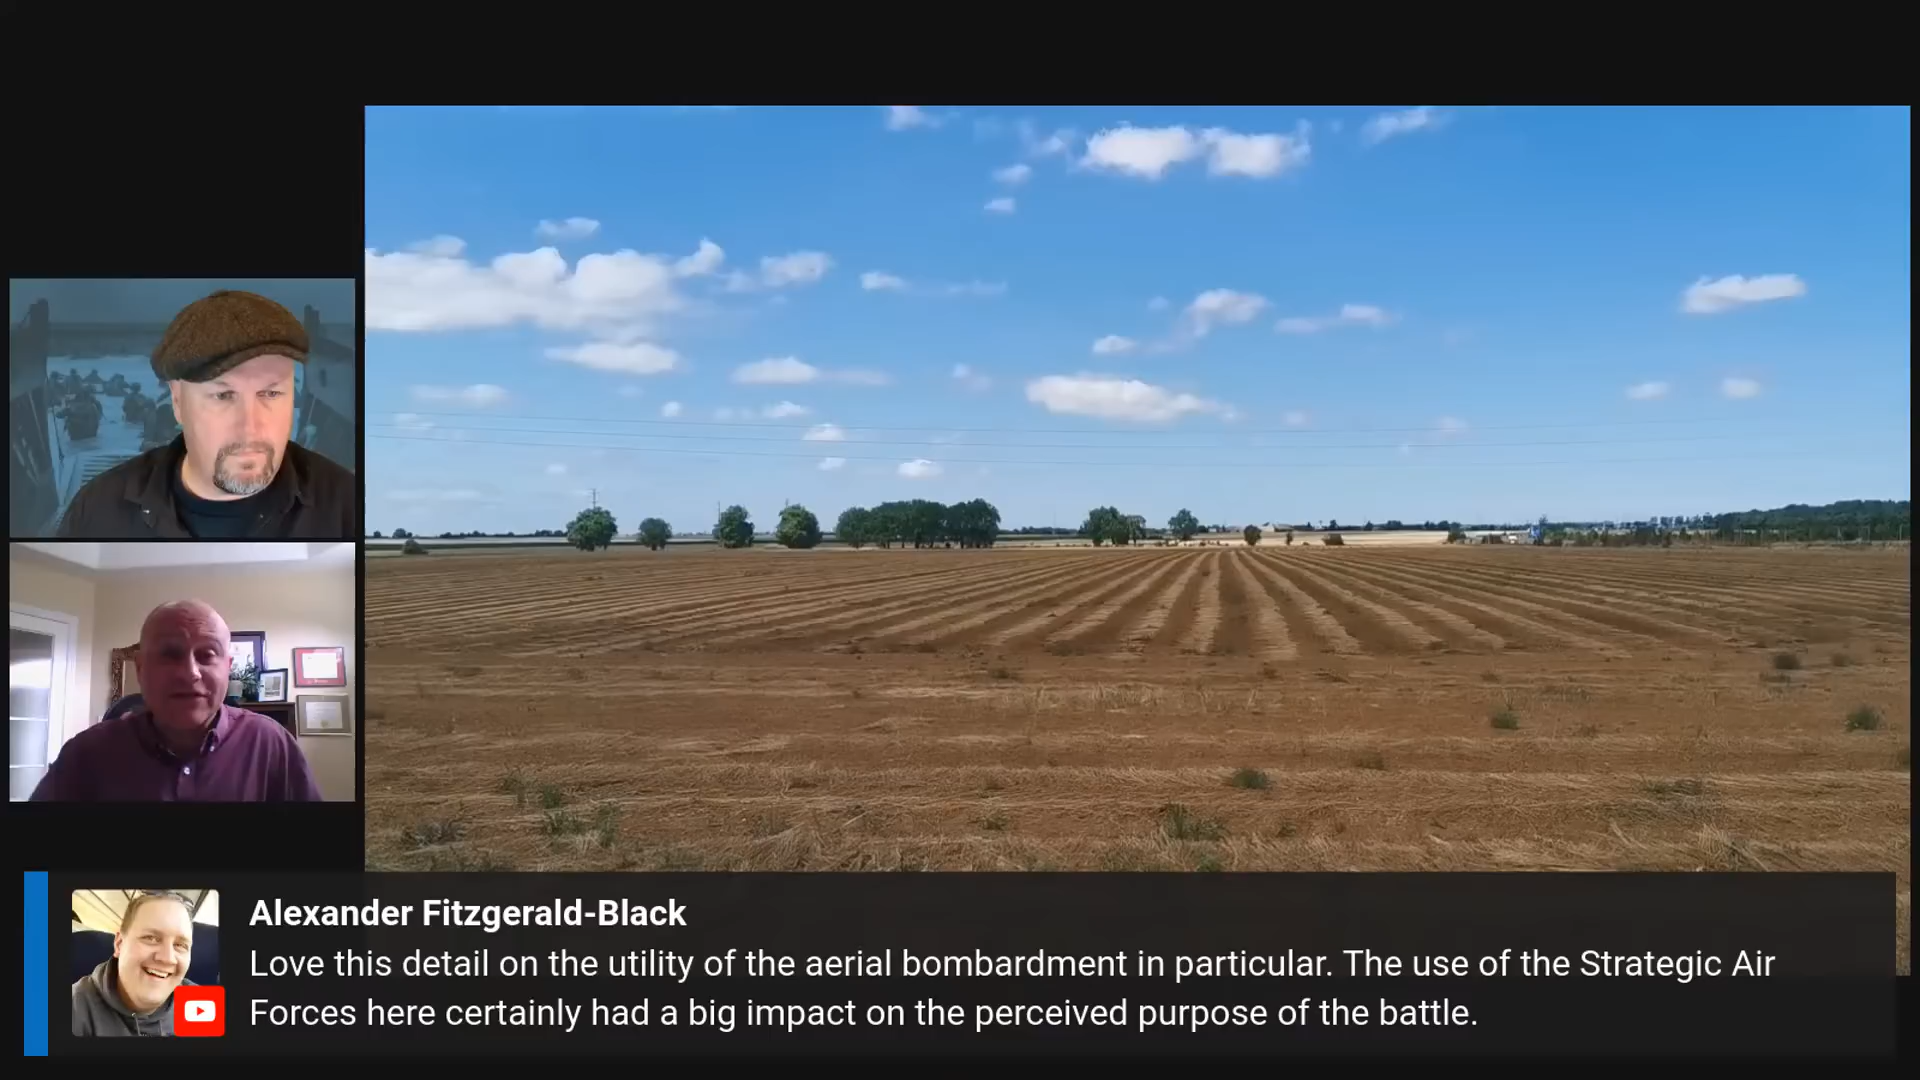 Alexander Fitzgerald-Black
Love this detail on the utility of the aerial bombardment in particular. The use of the Strategic Air
Forces here certainly had a big impact on the perceived purpose of the battle.